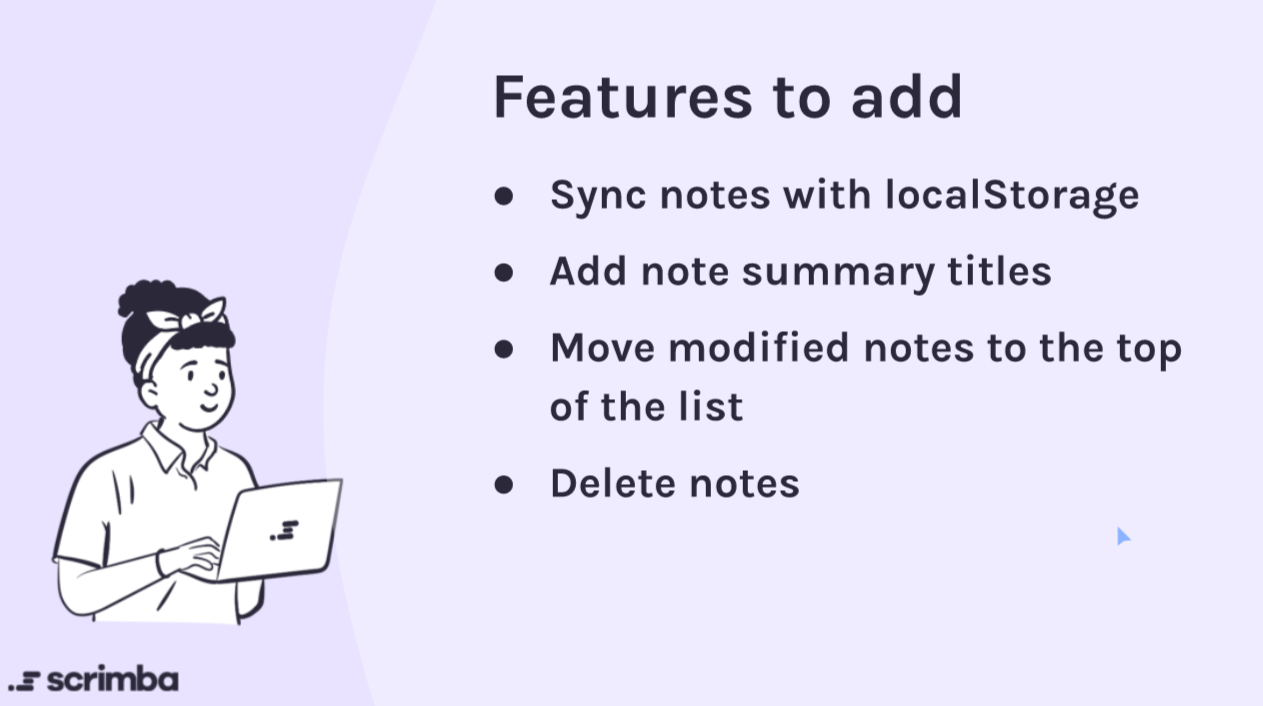 Features to add
● Sync notes with localStorage
● Add note summary titles
● Move modified notes to the top
of the list
● Delete notes
scrimba